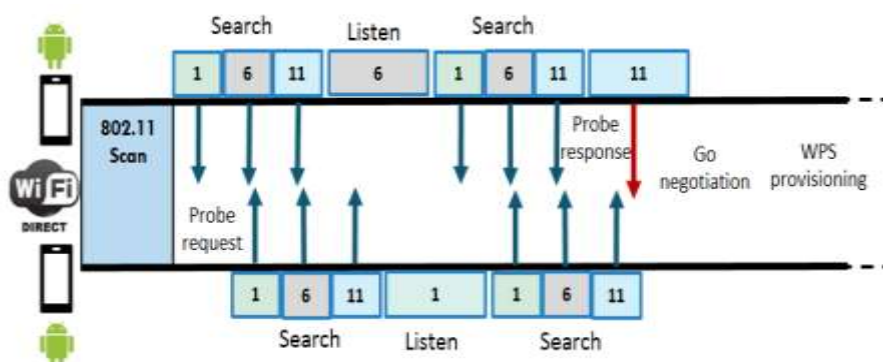 Search
Listen
Search
1
6
11
6
1
6
11
11
802.11
Scan
Probe
response
Go
negotiation
WPS
provisioning
Wi Fi
DIRECT
Probe
request
1
6
11
1
1
6
11
Search
Listen
Search